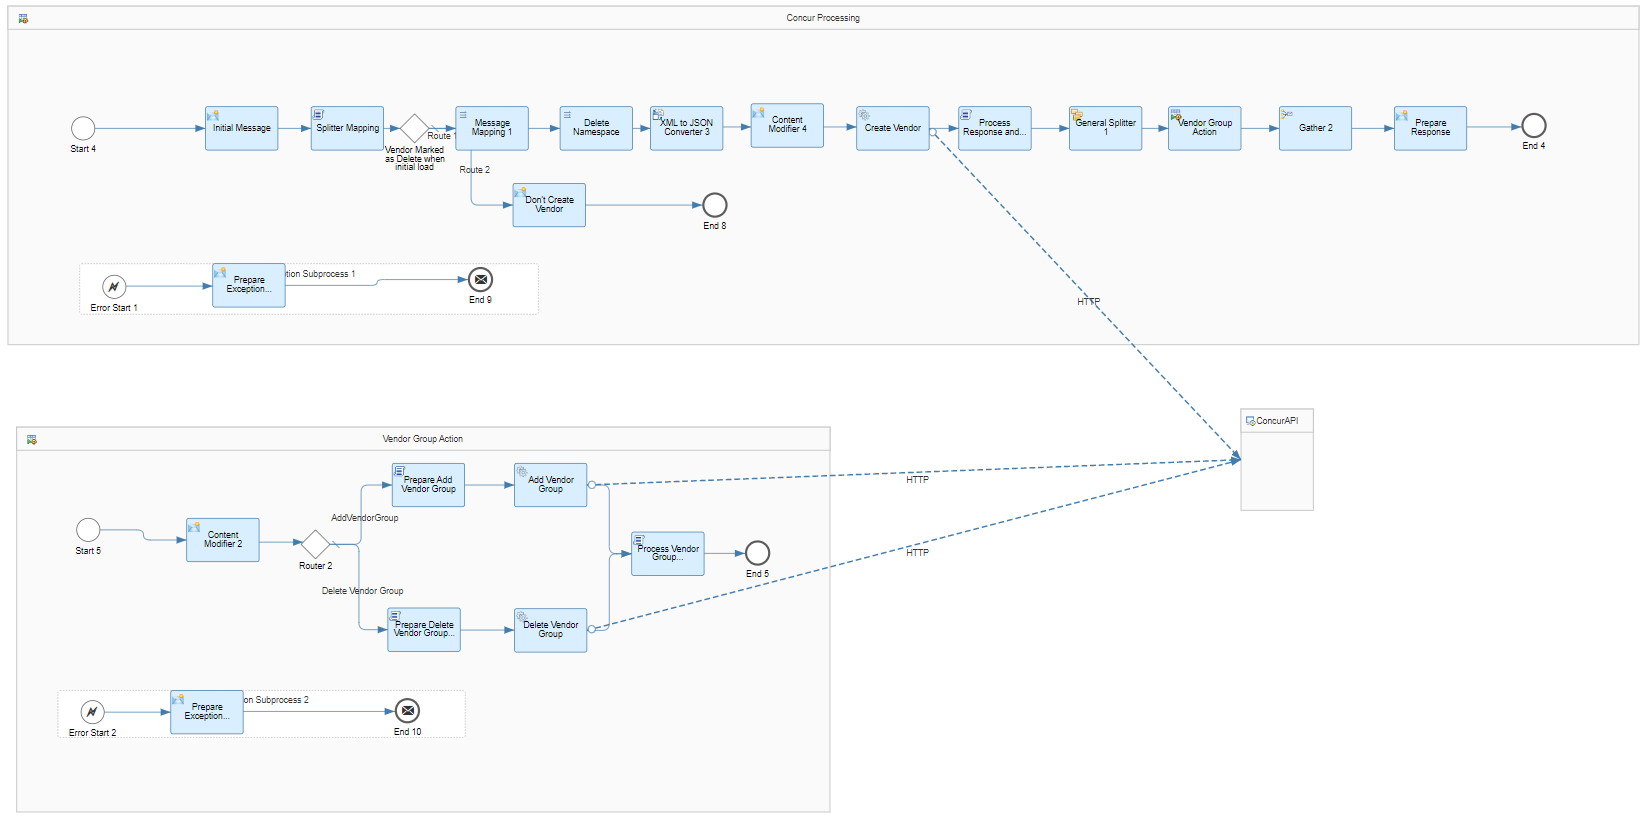 Concur Processing
Start 4
Initial Message
Splitter Mapping
Vendor Marked
as Delete when
initial load
Route 1
Message
Mapping 1
Delete
Namespace
XML to JSON
Converter 3
Content
Modifier 4
Create Vendor
Process
Response and...
General Splitter
1
Vendor Group
Action
Gather 2
Prepare
Response
End 4
Route 2
Don't Create
Vendor
End 8
Error Start 1
Prepare
Exception...
tion Subprocess 1
End 9
HTTP
ConcurAPI
Vendor Group Action
Start 5
Content
Modifier 2
Router 2
AddVendorGroup
Prepare Add
Vendor Group
Add Vendor
Group
HTTP
Delete Vendor Group
Prepare Delete
Vendor Group...
Delete Vendor
Group
HTTP
Process Vendor
Group...
End 5
Error Start 2
Prepare
Exception...
on Subprocess 2
End 10